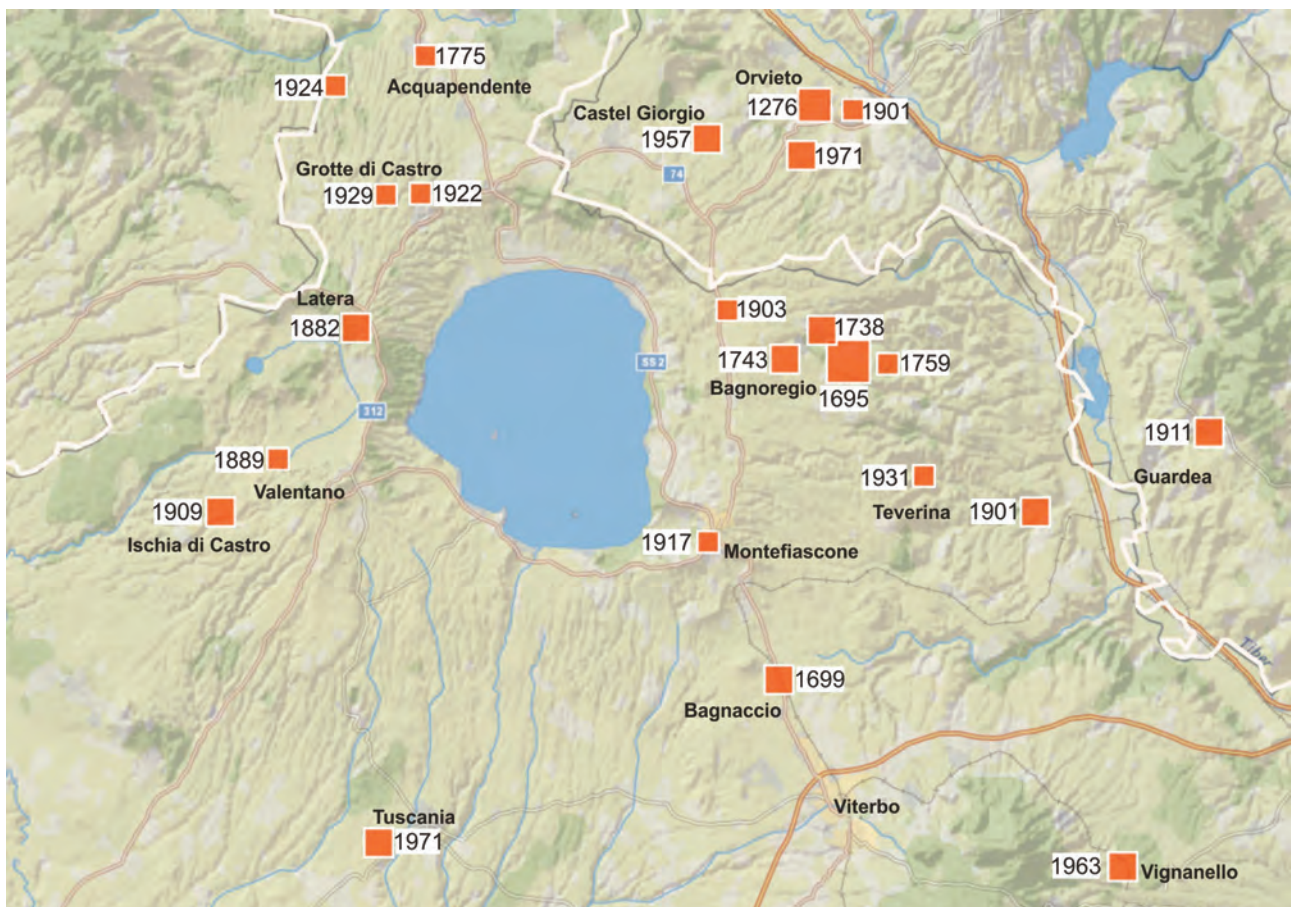 1775
Acquapendente
1924
Orvieto
1276
1901
Castel Giorgio
1957
1971
74
Grotte di Castro
1929
1922
Latera
1882
1903
1738
1743
1759
Bagnoregio
1695
SS 2
312
1911
Guardea
1889
Valentano
1931
Teverina
1901
1909
Ischia di Castro
1917
Montefiascone
Tiber
1699
Bagnaccio
Viterbo
Tuscania
1971
1963
Vignanello